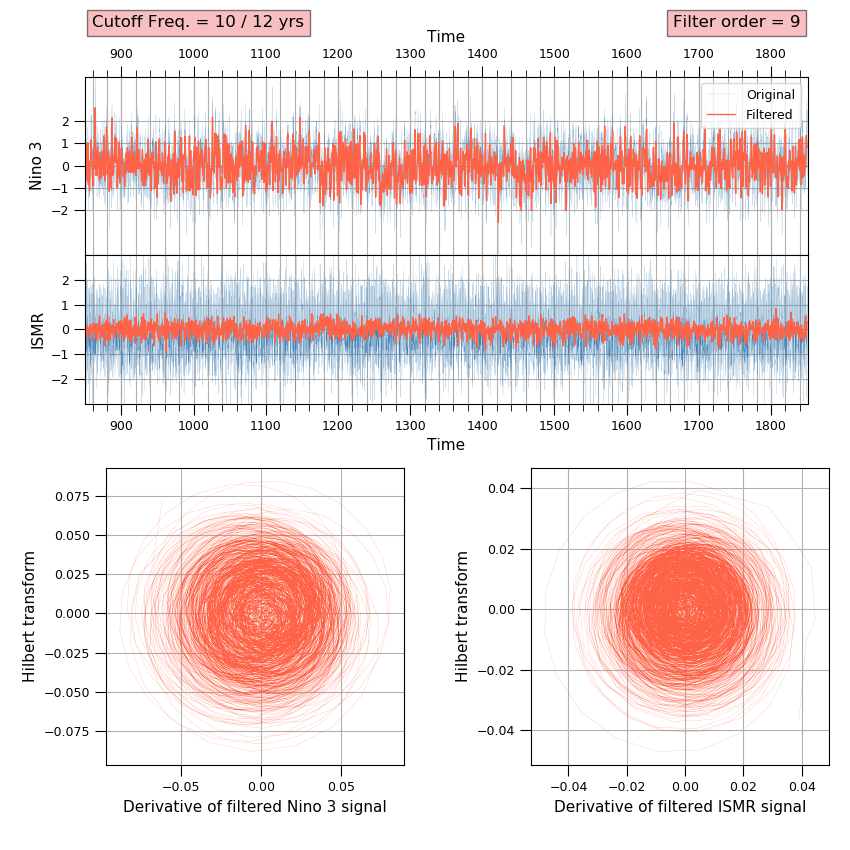 Cutoff Freq. = 10 / 12 yrs
Filter order = 9
Time
900 1000 1100 1200 1300 1400 1500 1600 1700 1800
Original
Filtered
Nino 3
2
1
0
−1
−2
ISMR
2
1
0
−1
−2
900 1000 1100 1200 1300 1400 1500 1600 1700 1800
Time
Hilbert transform
0.075
0.050
0.025
0.000
−0.025
−0.050
−0.075
−0.05 0.00 0.05
Derivative of filtered Nino 3 signal
Hilbert transform
0.04
0.02
0.00
−0.02
−0.04
−0.04 −0.02 0.00 0.02 0.04
Derivative of filtered ISMR signal